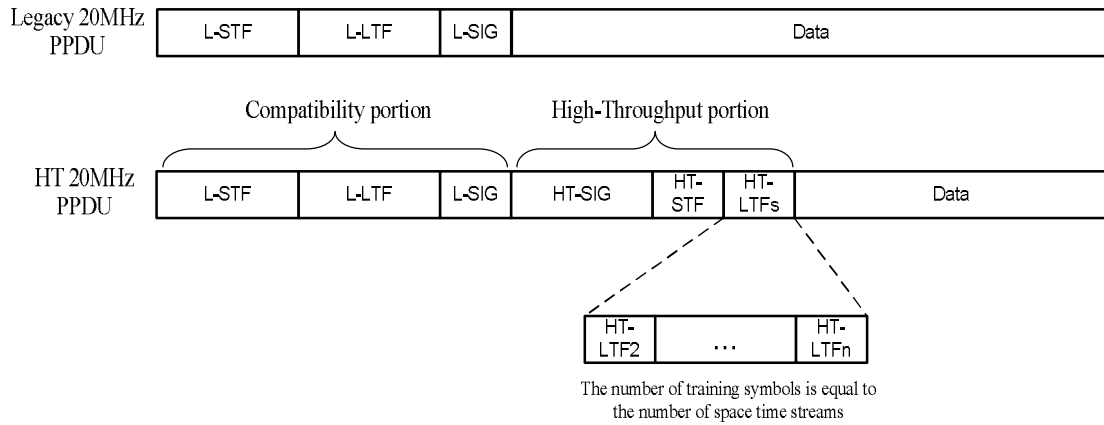 Legacy 20MHz
PPDU
L-STF
L-LTF
L-SIG
Data
Compatibility portion
High-Throughput portion
HT 20MHz
PPDU
L-STF
L-LTF
L-SIG
HT-SIG
HT-
STF
HT-
LTFs
Data
HT-
LTF2
...
HT-
LTFn
The number of training symbols is equal to
the number of space time streams